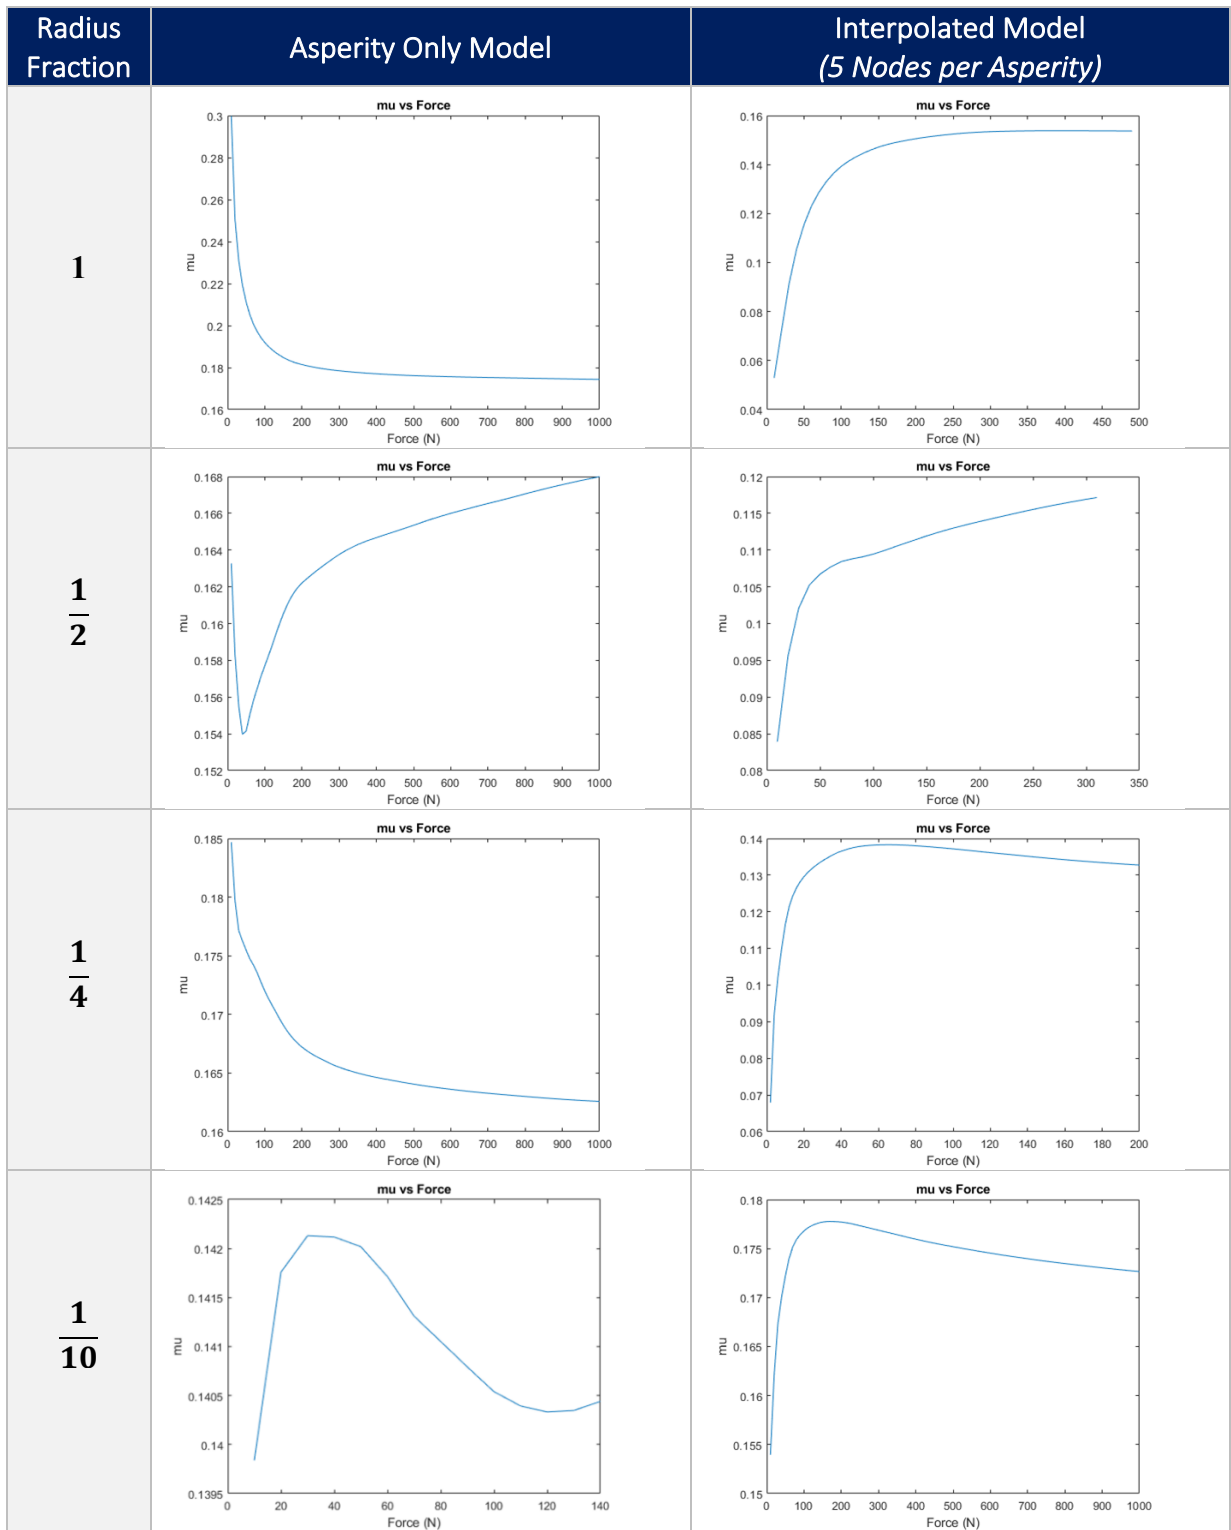 Radius
Fraction
Asperity Only Model
Interpolated Model
(5 Nodes per Asperity)
1
mu vs Force
0.3
0.28
0.26
0.24
0.22
0.2
0.18
0.16
mu
0 100 200 300 400 500 600 700 800 900 1000
Force (N)
mu vs Force
0.16
0.14
0.12
0.1
0.08
0.06
0.04
mu
0 50 100 150 200 250 300 350 400 450 500
Force (N)
1
2
mu vs Force
0.168
0.166
0.164
0.162
0.16
0.158
0.156
0.154
0.152
mu
0 100 200 300 400 500 600 700 800 900 1000
Force (N)
mu vs Force
0.12
0.115
0.11
0.105
0.1
0.095
0.09
0.085
0.08
mu
0 50 100 150 200 250 300 350
Force (N)
1
4
mu vs Force
0.185
0.18
0.175
0.17
0.165
0.16
mu
0 100 200 300 400 500 600 700 800 900 1000
Force (N)
mu vs Force
0.14
0.13
0.12
0.11
0.1
0.09
0.08
0.07
0.06
mu
0 20 40 60 80 100 120 140 160 180 200
Force (N)
1
10
mu vs Force
0.1425
0.142
0.1415
0.141
0.1405
0.14
0.1395
mu
0 20 40 60 80 100 120 140
Force (N)
mu vs Force
0.18
0.175
0.17
0.165
0.16
0.155
0.15
mu
0 100 200 300 400 500 600 700 800 900 1000
Force (N)